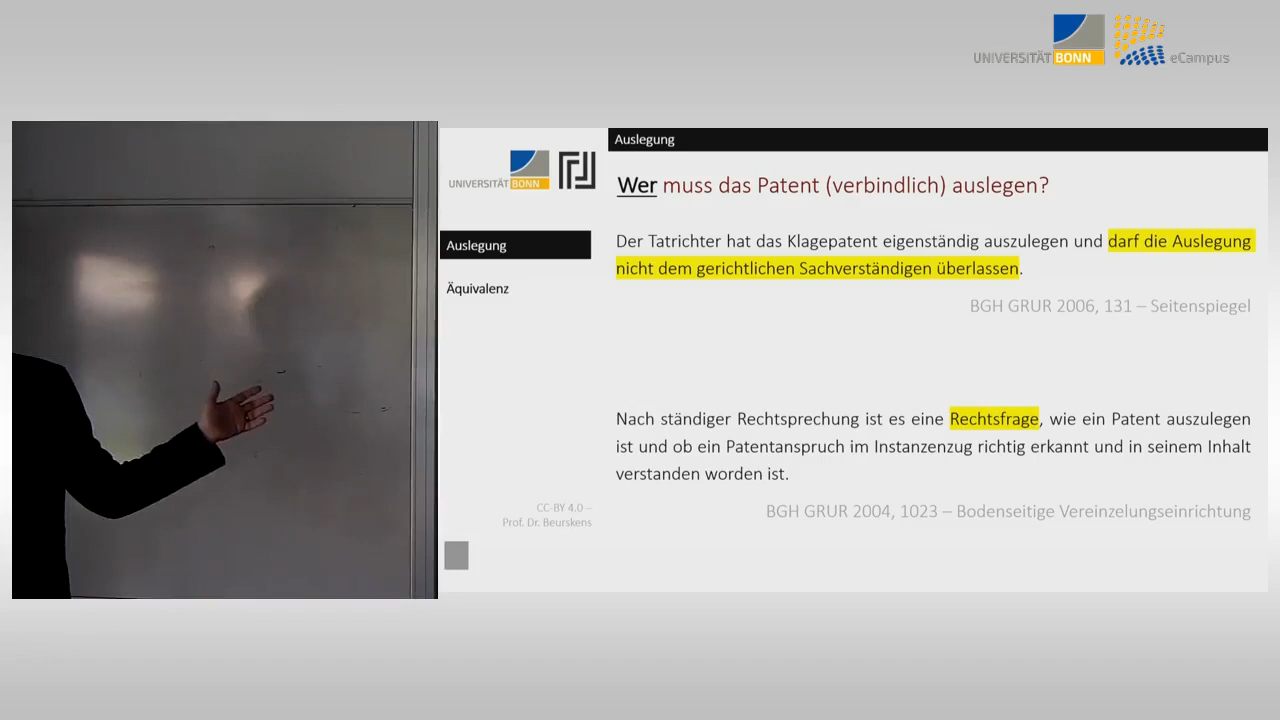 UNIVERSITÄT BONN eCampus
UNIVERSITÄT BONN
Auslegung
Äquivalenz
CC-BY 4.0 –
Prof. Dr. Beurskens
Auslegung
Wer muss das Patent (verbindlich) auslegen?
Der Tatrichter hat das Klagepatent eigenständig auszulegen und darf die Auslegung
nicht dem gerichtlichen Sachverständigen überlassen.
BGH GRUR 2006, 131 – Seitenspiegel
Nach ständiger Rechtsprechung ist es eine Rechtsfrage, wie ein Patent auszulegen
ist und ob ein Patentanspruch im Instanzenzug richtig erkannt und in seinem Inhalt
verstanden worden ist.
BGH GRUR 2004, 1023 – Bodenseitige Vereinzelungseinrichtung